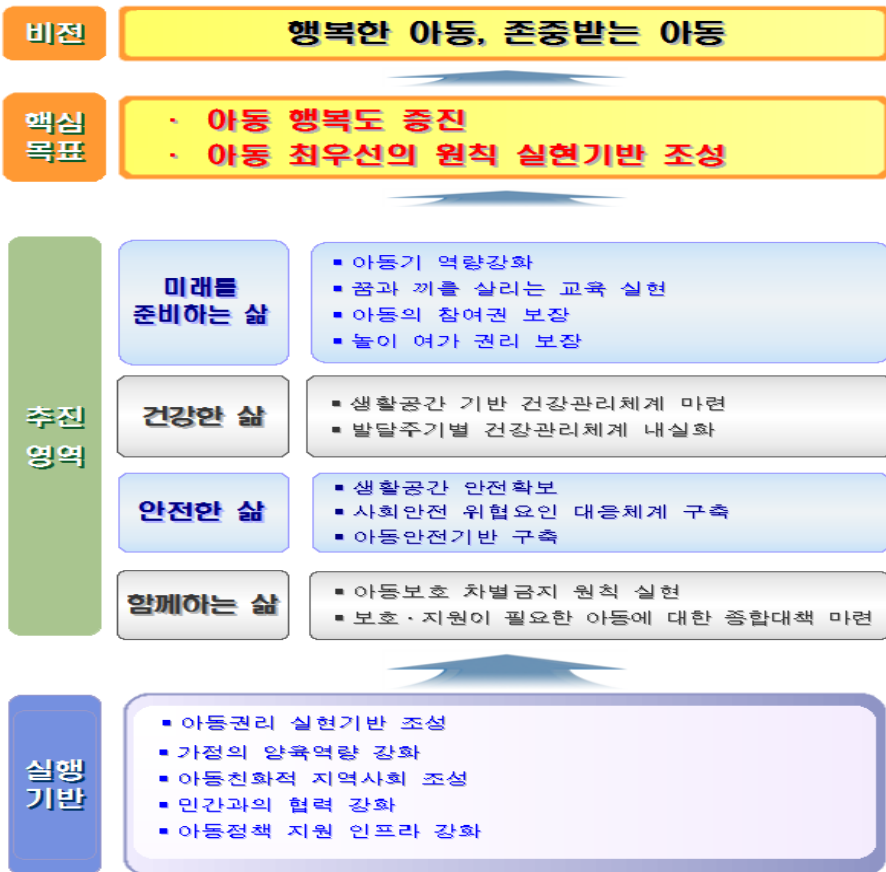 비전
행복한 아동, 존중받는 아동
핵심
목표
· 아동 행복도 증진
· 아동 최우선의 원칙 실현기반 조성
추진
영역
미래를
준비하는 삶
▪ 아동기 역량강화
▪ 꿈과 끼를 살리는 교육 실현
▪ 아동의 참여권 보장
▪ 놀이 여가 권리 보장
건강한 삶
▪ 생활공간 기반 건강관리체계 마련
▪ 발달주기별 건강관리체계 내실화
안전한 삶
▪ 생활공간 안전확보
▪ 사회안전 위협요인 대응체계 구축
▪ 아동안전기반 구축
함께하는 삶
▪ 아동보호 차별금지 원칙 실현
▪ 보호·지원이 필요한 아동에 대한 종합대책 마련
실행
기반
▪ 아동권리 실현기반 조성
▪ 가정의 양육역량 강화
▪ 아동친화적 지역사회 조성
▪ 민간과의 협력 강화
▪ 아동정책 지원 인프라 강화